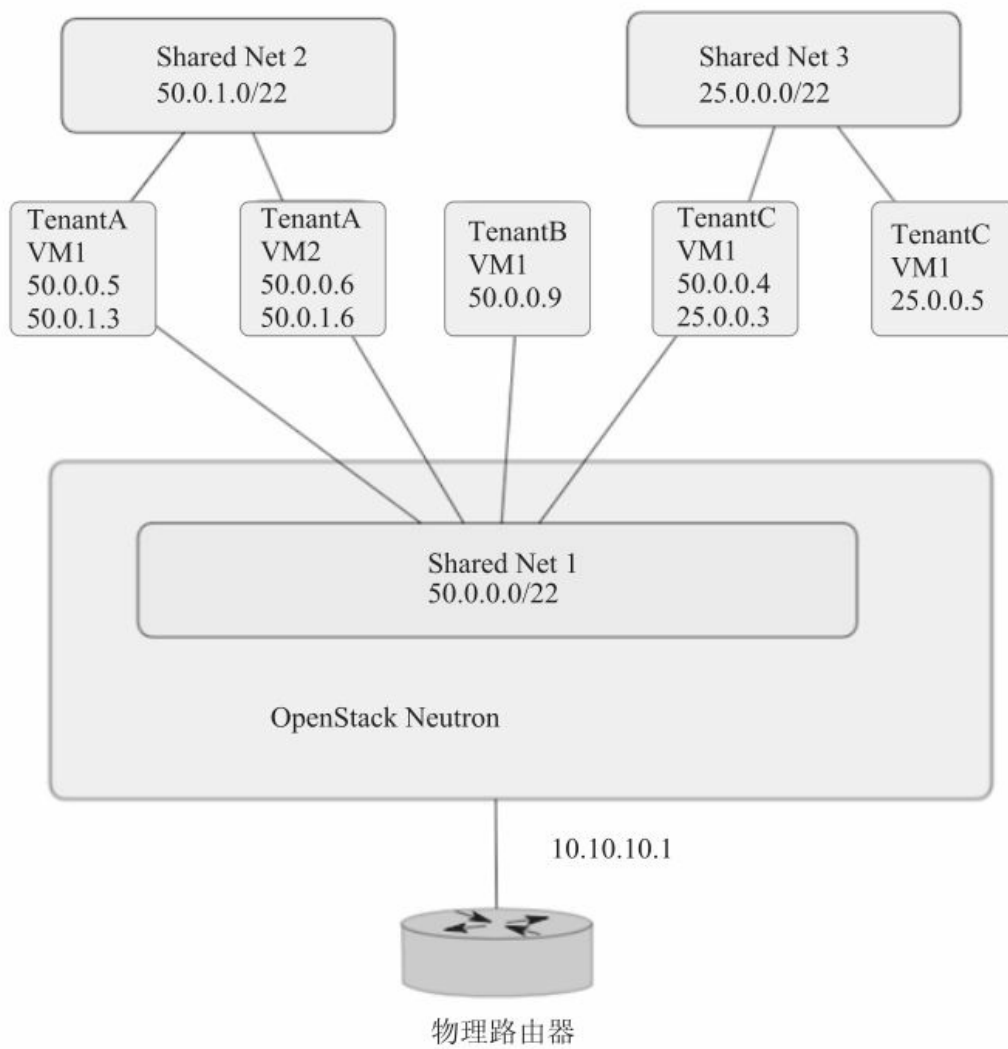 Shared Net 2
50.0.1.0/22
Shared Net 3
25.0.0.0/22
TenantA
VM1
50.0.0.5
50.0.1.3
TenantA
VM2
50.0.0.6
50.0.1.6
TenantB
VM1
50.0.0.9
TenantC
VM1
50.0.0.4
25.0.0.3
TenantC
VM1
25.0.0.5
Shared Net 1
50.0.0.0/22
OpenStack Neutron
10.10.10.1
物理路由器